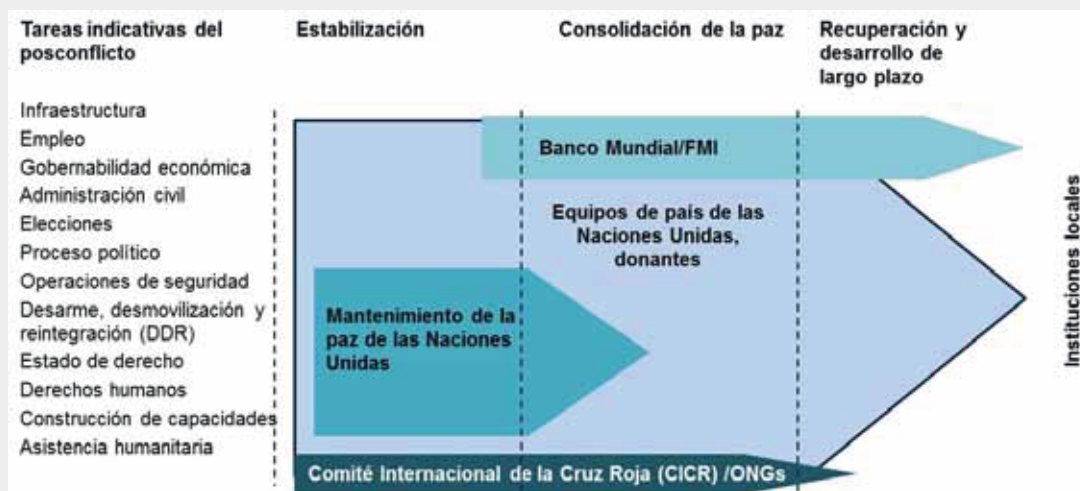 Tareas indicativas del
posconflicto
Estabilización
Consolidación de la paz
Recuperación y
desarrollo de
largo plazo
Infraestructura
Empleo
Gobernabilidad económica
Administración civil
Elecciones
Proceso político
Operaciones de seguridad
Desarme, desmovilización y
reintegración (DDR)
Estado de derecho
Derechos humanos
Construcción de capacidades
Asistencia humanitaria
Banco Mundial/FMI
Equipos de país de las
Naciones Unidas,
donantes
Mantenimiento de la
paz de las Naciones
Unidas
Comité Internacional de la Cruz Roja (CICR) /ONGs
Instituciones locales